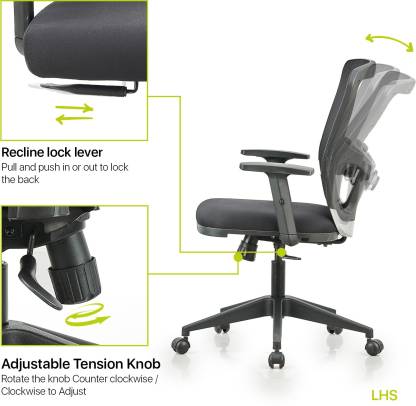 Recline lock lever
Pull and push in or out to lock
the back
Adjustable Tension Knob
Rotate the knob Counter clockwise /
Clockwise to Adjust
LHS